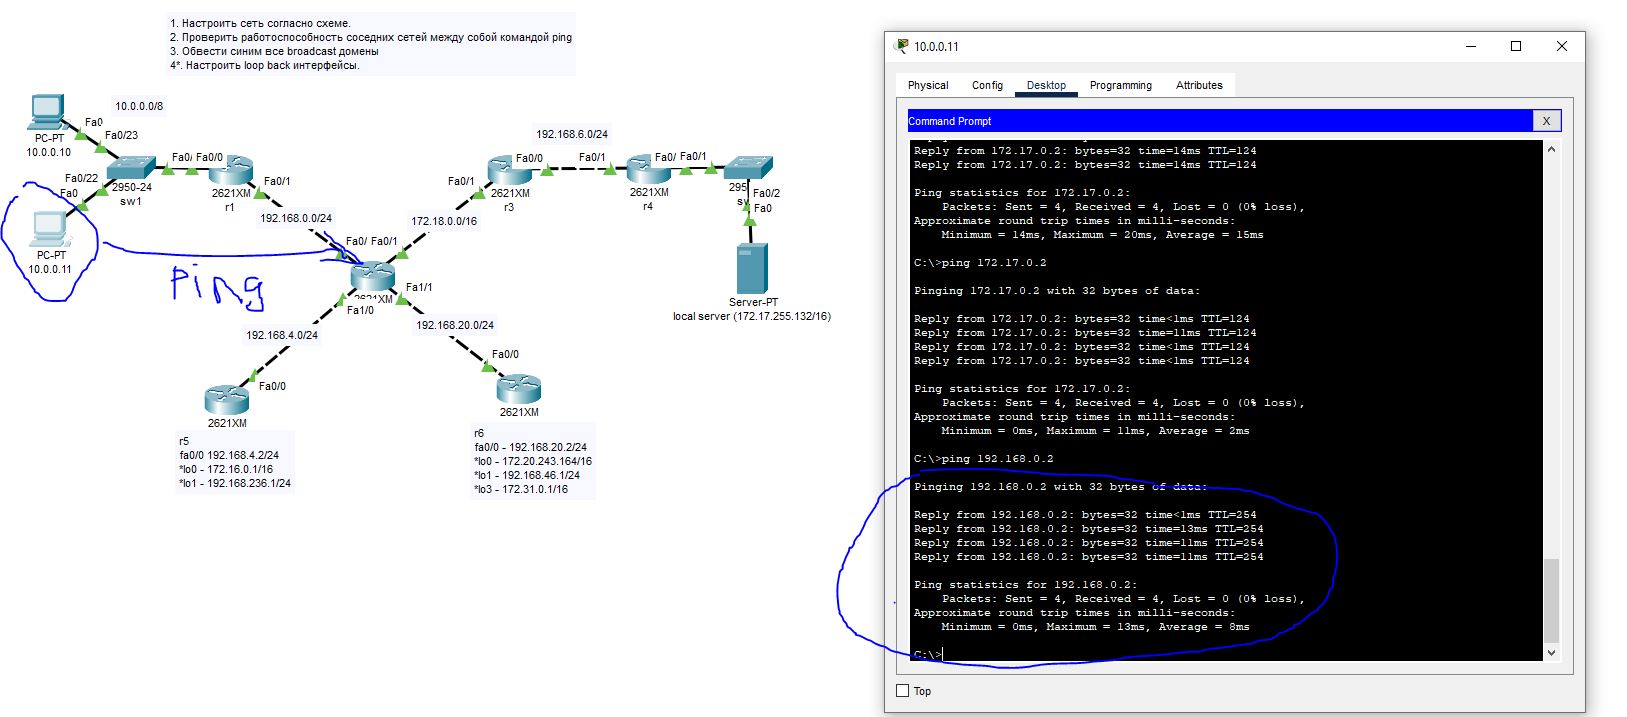 1. Настроить сеть согласно схеме.
2. Проверить работоспособность соседних сетей между собой командой ping
3. Обвести синим все broadcast домены
4*. Настроить loop back интерфейсы.
10.0.0.0/8
Fa0
Fa0/23
PC-PT
10.0.0.10
Fa0/ Fa0/0
Fa0/22
Fa0
2950-24
sw1
2621XM
r1
Fa0/1
PC-PT
10.0.0.11
Ping
192.168.0.0/24
192.168.6.0/24
Fa0/0
Fa0/1
Fa0/ Fa0/1
Fa0/1
2621XM
r3
2621XM
r4
295
Fa0/2
Fa0
172.18.0.0/16
Fa0/ Fa0/1
2621XM
Fa1/1
Fa1/0
Server-PT
local server (172.17.255.132/16)
192.168.4.0/24
192.168.20.0/24
Fa0/0
Fa0/0
2621XM
2621XM
r5
fa0/0 192.168.4.2/24
*lo0 - 172.16.0.1/16
*lo1 - 192.168.236.1/24
r6
fa0/0 - 192.168.20.2/24
*lo0 - 172.20.243.164/16
*lo1 - 192.168.46.1/24
*lo3 - 172.31.0.1/16
10.0.0.11
Physical Config Desktop Programming Attributes
Command Prompt
X
Reply from 172.17.0.2: bytes=32 time=14ms TTL=124
Reply from 172.17.0.2: bytes=32 time=14ms TTL=124
Ping statistics for 172.17.0.2:
Packets: Sent = 4, Received = 4, Lost = 0 (0% loss),
Approximate round trip times in milli-seconds:
Minimum = 14ms, Maximum = 20ms, Average = 15ms
C:\>ping 172.17.0.2
Pinging 172.17.0.2 with 32 bytes of data:
Reply from 172.17.0.2: bytes=32 time<1ms TTL=124
Reply from 172.17.0.2: bytes=32 time=11ms TTL=124
Reply from 172.17.0.2: bytes=32 time<1ms TTL=124
Reply from 172.17.0.2: bytes=32 time<1ms TTL=124
Ping statistics for 172.17.0.2:
Packets: Sent = 4, Received = 4, Lost = 0 (0% loss),
Approximate round trip times in milli-seconds:
Minimum = 0ms, Maximum = 11ms, Average = 2ms
C:\>ping 192.168.0.2
Pinging 192.168.0.2 with 32 bytes of data:
Reply from 192.168.0.2: bytes=32 time<1ms TTL=254
Reply from 192.168.0.2: bytes=32 time=13ms TTL=254
Reply from 192.168.0.2: bytes=32 time=11ms TTL=254
Reply from 192.168.0.2: bytes=32 time=11ms TTL=254
Ping statistics for 192.168.0.2:
Packets: Sent = 4, Received = 4, Lost = 0 (0% loss),
Approximate round trip times in milli-seconds:
Minimum = 0ms, Maximum = 13ms, Average = 8ms
C:\>
Top